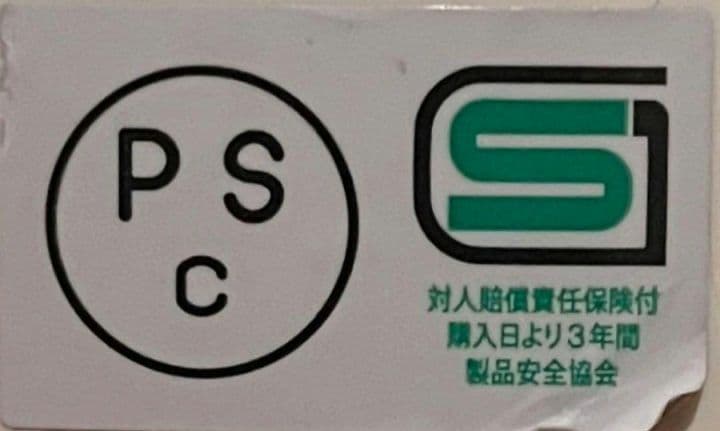 P S
C
SG
対人賠償責任保険付
購入日より3年間
製品安全協会